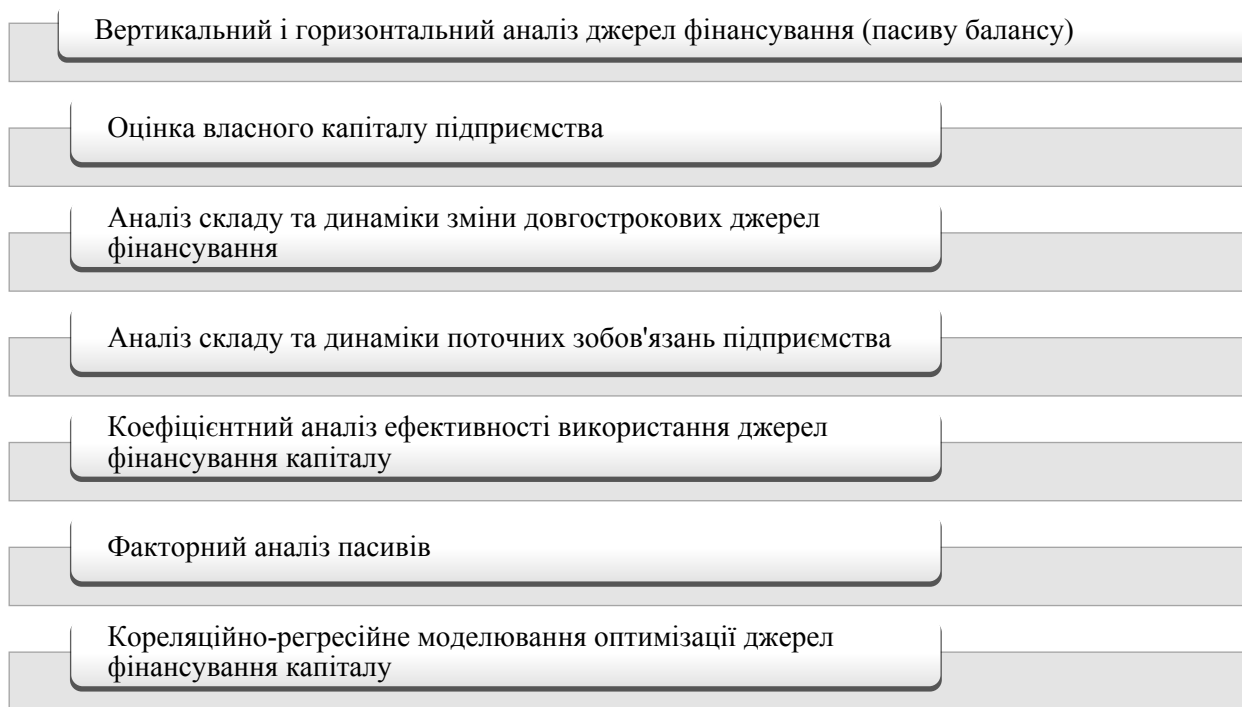 Вертикальний і горизонтальний аналіз джерел фінансування (пасиву балансу)
Оцінка власного капіталу підприємства
Аналіз складу та динаміки зміни довгострокових джерел
фінансування
Аналіз складу та динаміки поточних зобов'язань підприємства
Коефіцієнтний аналіз ефективності використання джерел
фінансування капіталу
Факторний аналіз пасивів
Кореляційно-регресійне моделювання оптимізації джерел
фінансування капіталу